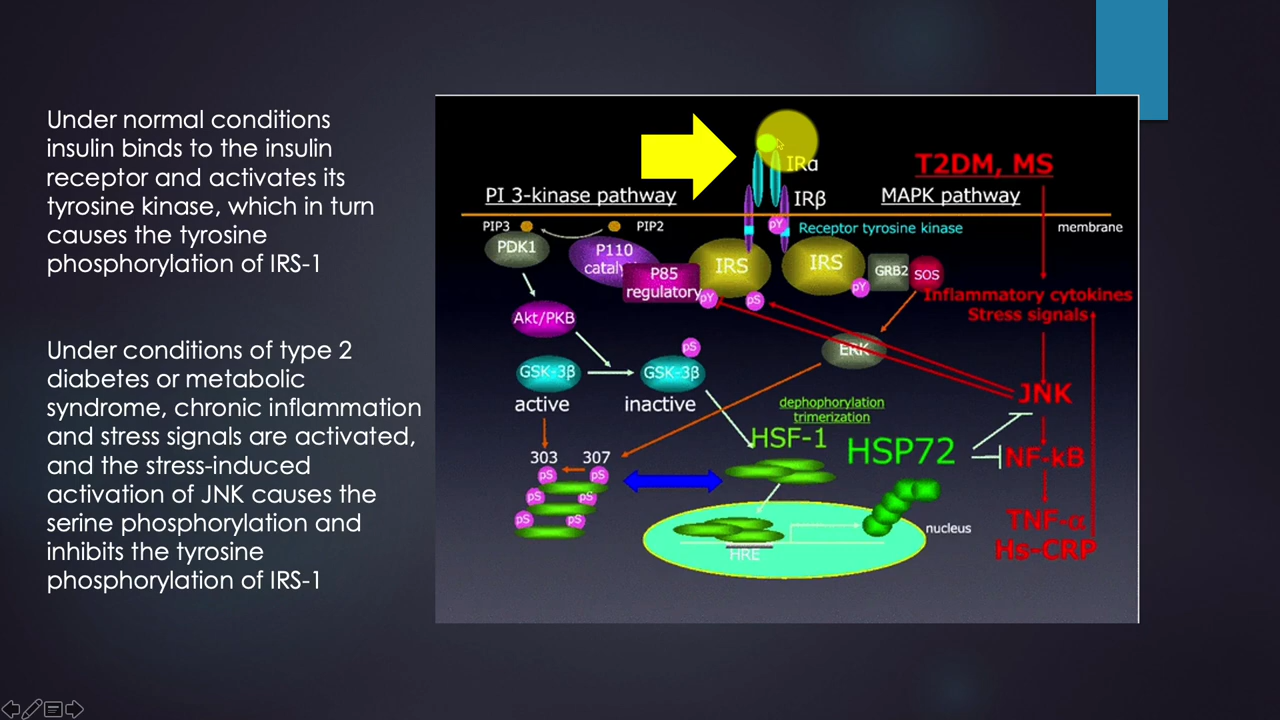 Under normal conditions
insulin binds to the insulin
receptor and activates its
tyrosine kinase, which in turn
causes the tyrosine
phosphorylation of IRS-1
Under conditions of type 2
diabetes or metabolic
syndrome, chronic inflammation
and stress signals are activated,
and the stress-induced
activation of JNK causes the
serine phosphorylation and
inhibits the tyrosine
phosphorylation of IRS-1
IRα
T2DM, MS
PI 3-kinase pathway
IRβ
MAPK pathway
PIP3
PIP2
pY
Receptor tyrosine kinase
membrane
PDK1
P110
cataly
P85
regulatory
IRS
IRS
GRB2
SOS
pY
pS
pY
Inflammatory cytokines
Stress signals
Akt/PKB
pS
ERK
GSK-3β
GSK-3β
active
inactive
JNK
dephophorylation
trimerization
HSF-1
HSP72
NF-kB
303
307
pS
pS
pS
pS
pS
pS
TNF-α
Hs-CRP
nucleus
HRE